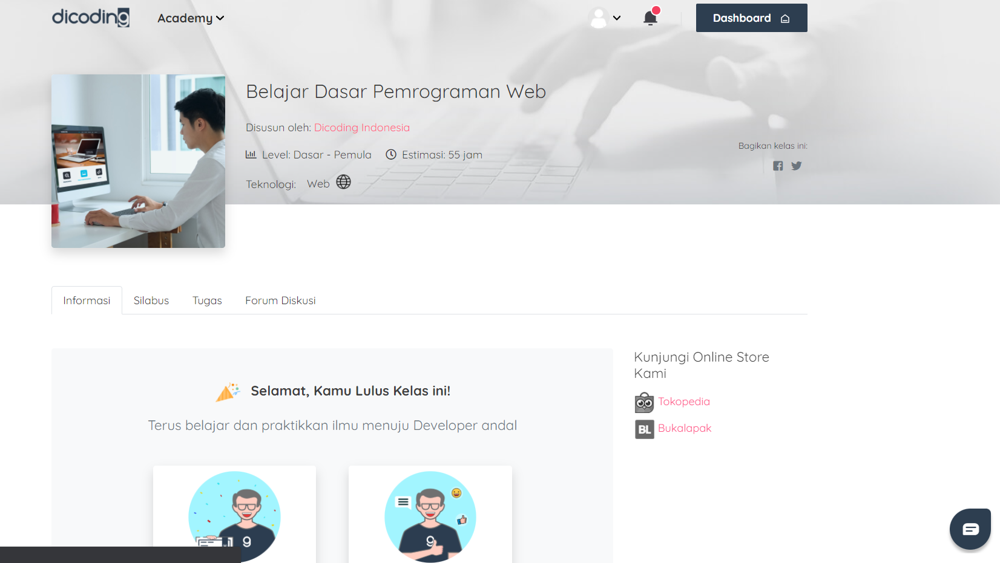 dicoding
Academy
Dashboard
Belajar Dasar Pemrograman Web
Disusun oleh: Dicoding Indonesia
Level: Dasar - Pemula
Estimasi: 55 jam
Teknologi: Web
Bagikan kelas ini:
Informasi
Silabus
Tugas
Forum Diskusi
Selamat, Kamu Lulus Kelas ini!
Terus belajar dan praktikkan ilmu menuju Developer andal
9
9
Kunjungi Online Store
Kami
Tokopedia
BL Bukalapak